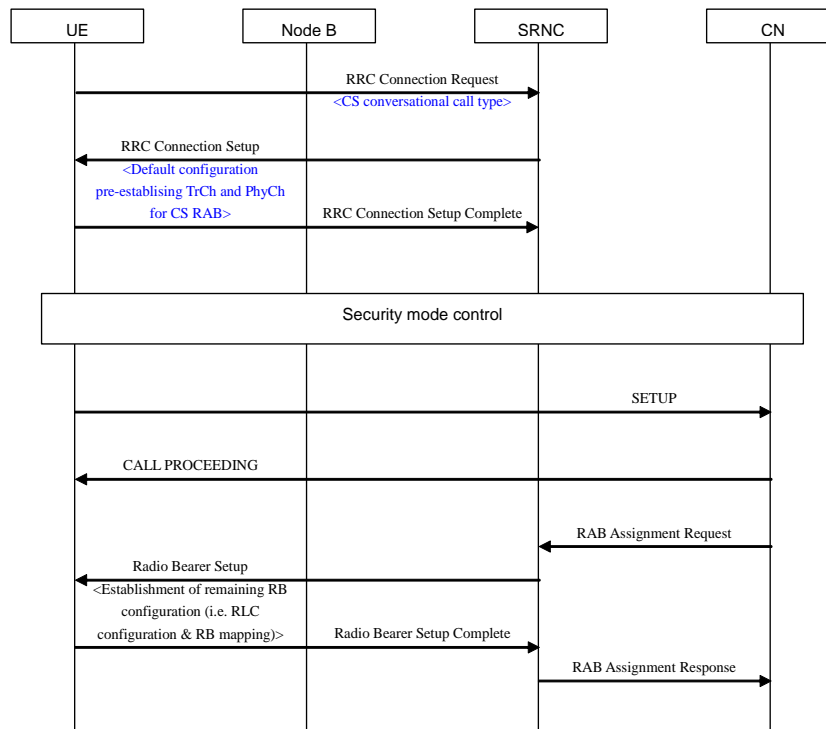 UE
Node B
SRNC
CN
RRC Connection Request
<CS conversational call type>
RRC Connection Setup
<Default configuration
pre-establising TrCh and PhyCh
for CS RAB>
RRC Connection Setup Complete
Security mode control
SETUP
CALL PROCEEDING
RAB Assignment Request
Radio Bearer Setup
<Establishment of remaining RB
configuration (i.e. RLC
configuration & RB mapping)>
Radio Bearer Setup Complete
RAB Assignment Response